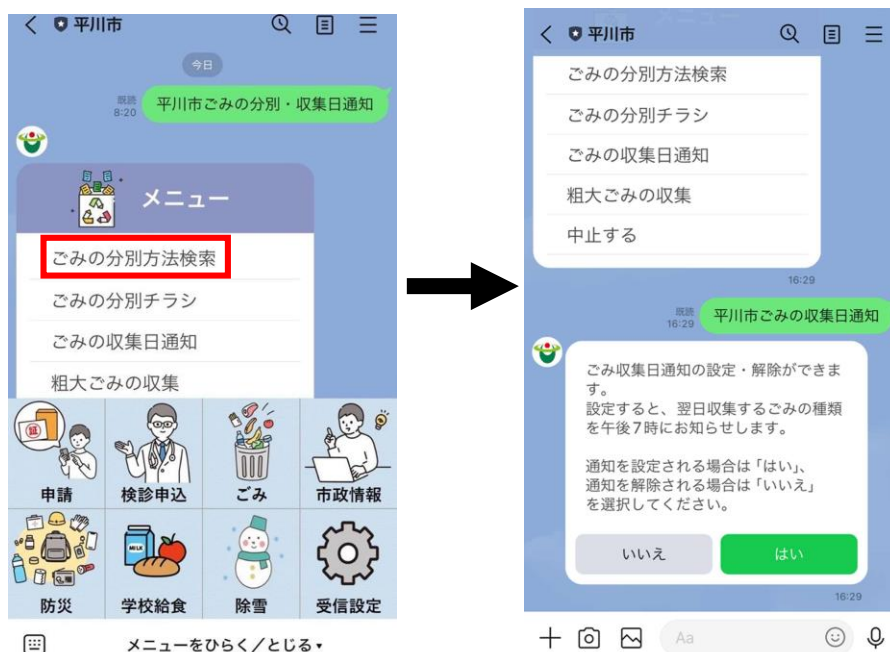 平川市
今日
既読
8:20
平川市ごみの分別・収集日通知
メニュー
ごみの分別方法検索
ごみの分別チラシ
ごみの収集日通知
粗大ごみの収集
申請
検診申込
ごみ
市政情報
MILK
防災
学校給食
除雪
受信設定
メニューをひらく／とじる▾
平川市
ごみの分別方法検索
ごみの分別チラシ
ごみの収集日通知
粗大ごみの収集
中止する
16:29
既読
16:29
平川市ごみの収集日通知
ごみ収集日通知の設定・解除ができま
す。
設定すると、翌日収集するごみの種類
を午後7時にお知らせします。
通知を設定される場合は「はい」、
通知を解除される場合は「いいえ」
を選択してください。
いいえ
はい
16:29
Aa